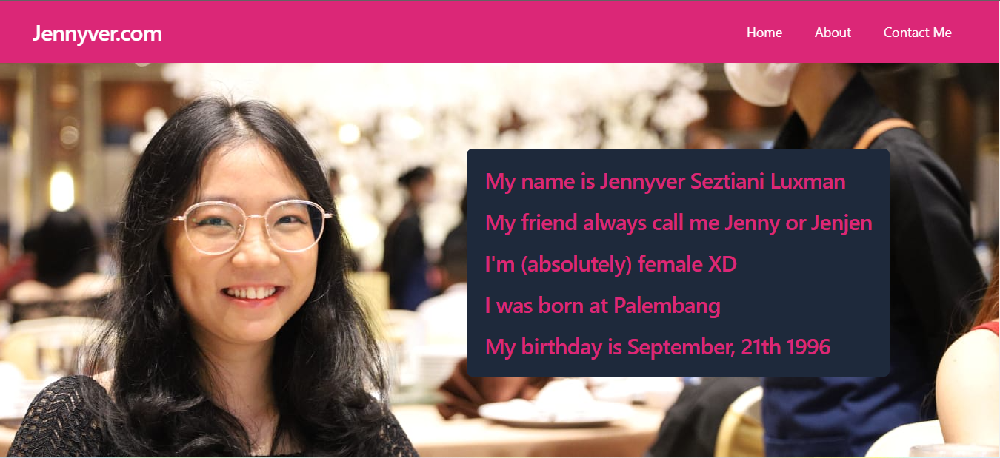 Jennyver.com
Home About Contact Me
My name is Jennyver Seztiani Luxman
My friend always call me Jenny or Jenjen
I'm (absolutely) female XD
I was born at Palembang
My birthday is September, 21th 1996